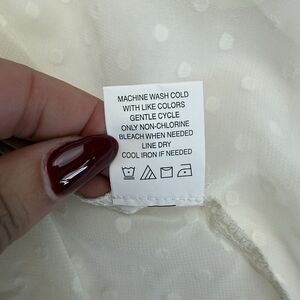 MACHINE WASH COLD
WITH LIKE COLORS
GENTLE CYCLE
ONLY NON-CHLORINE
BLEACH WHEN NEEDED
LINE DRY
COOL IRON IF NEEDED